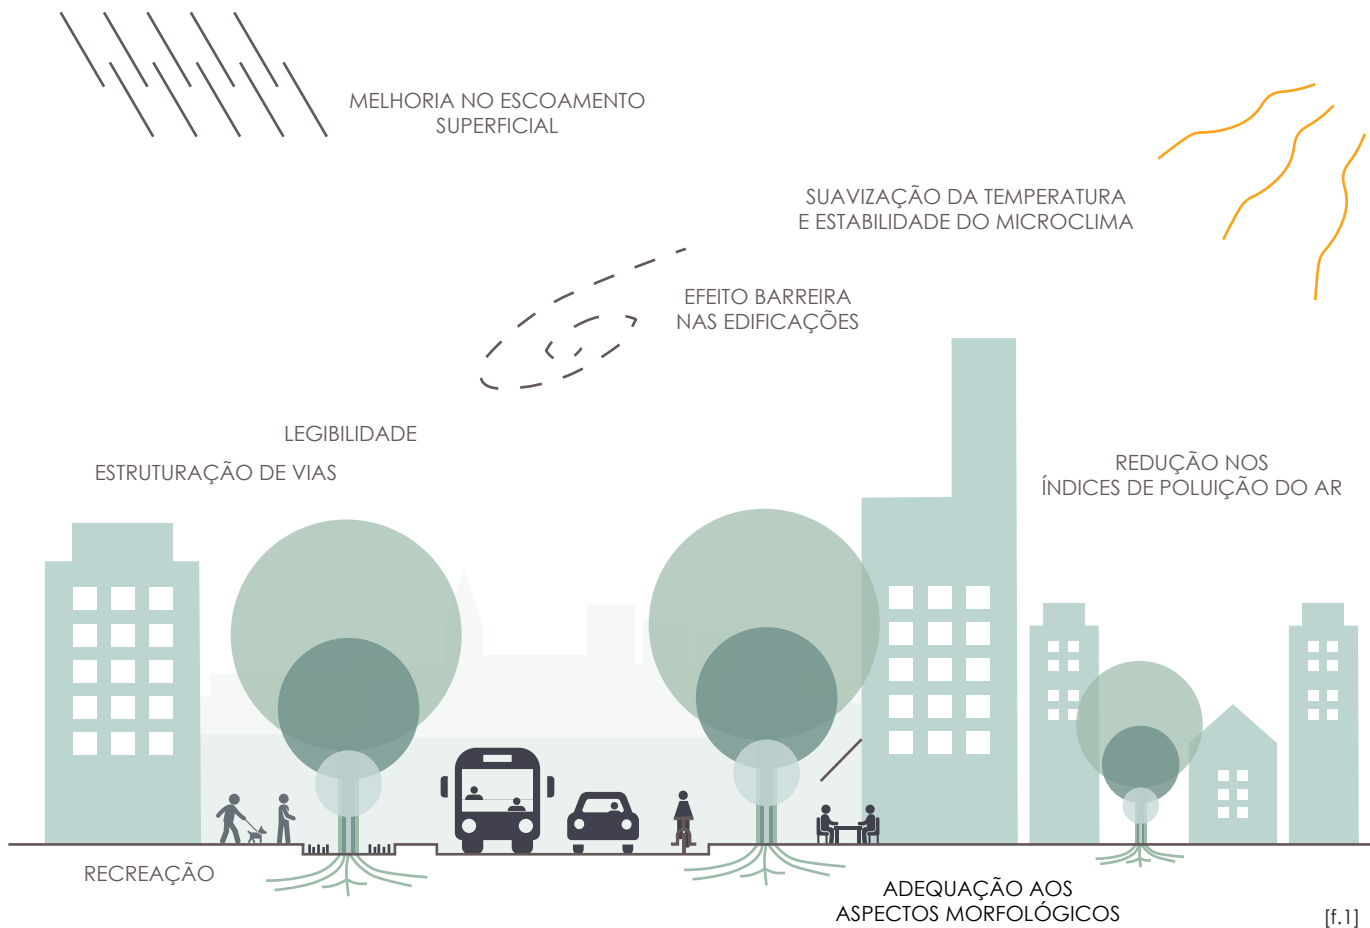 MELHORIA NO ESCOAMENTO
SUPERFICIAL
SUAVIZAÇÃO DA TEMPERATURA
E ESTABILIDADE DO MICROCLIMA
EFEITO BARREIRA
NAS EDIFICAÇÕES
LEGIBILIDADE
ESTRUTURAÇÃO DE VIAS
REDUÇÃO NOS
ÍNDICES DE POLUIÇÃO DO AR
RECREAÇÃO
ADEQUAÇÃO AOS
ASPECTOS MORFOLÓGICOS
[f.1]